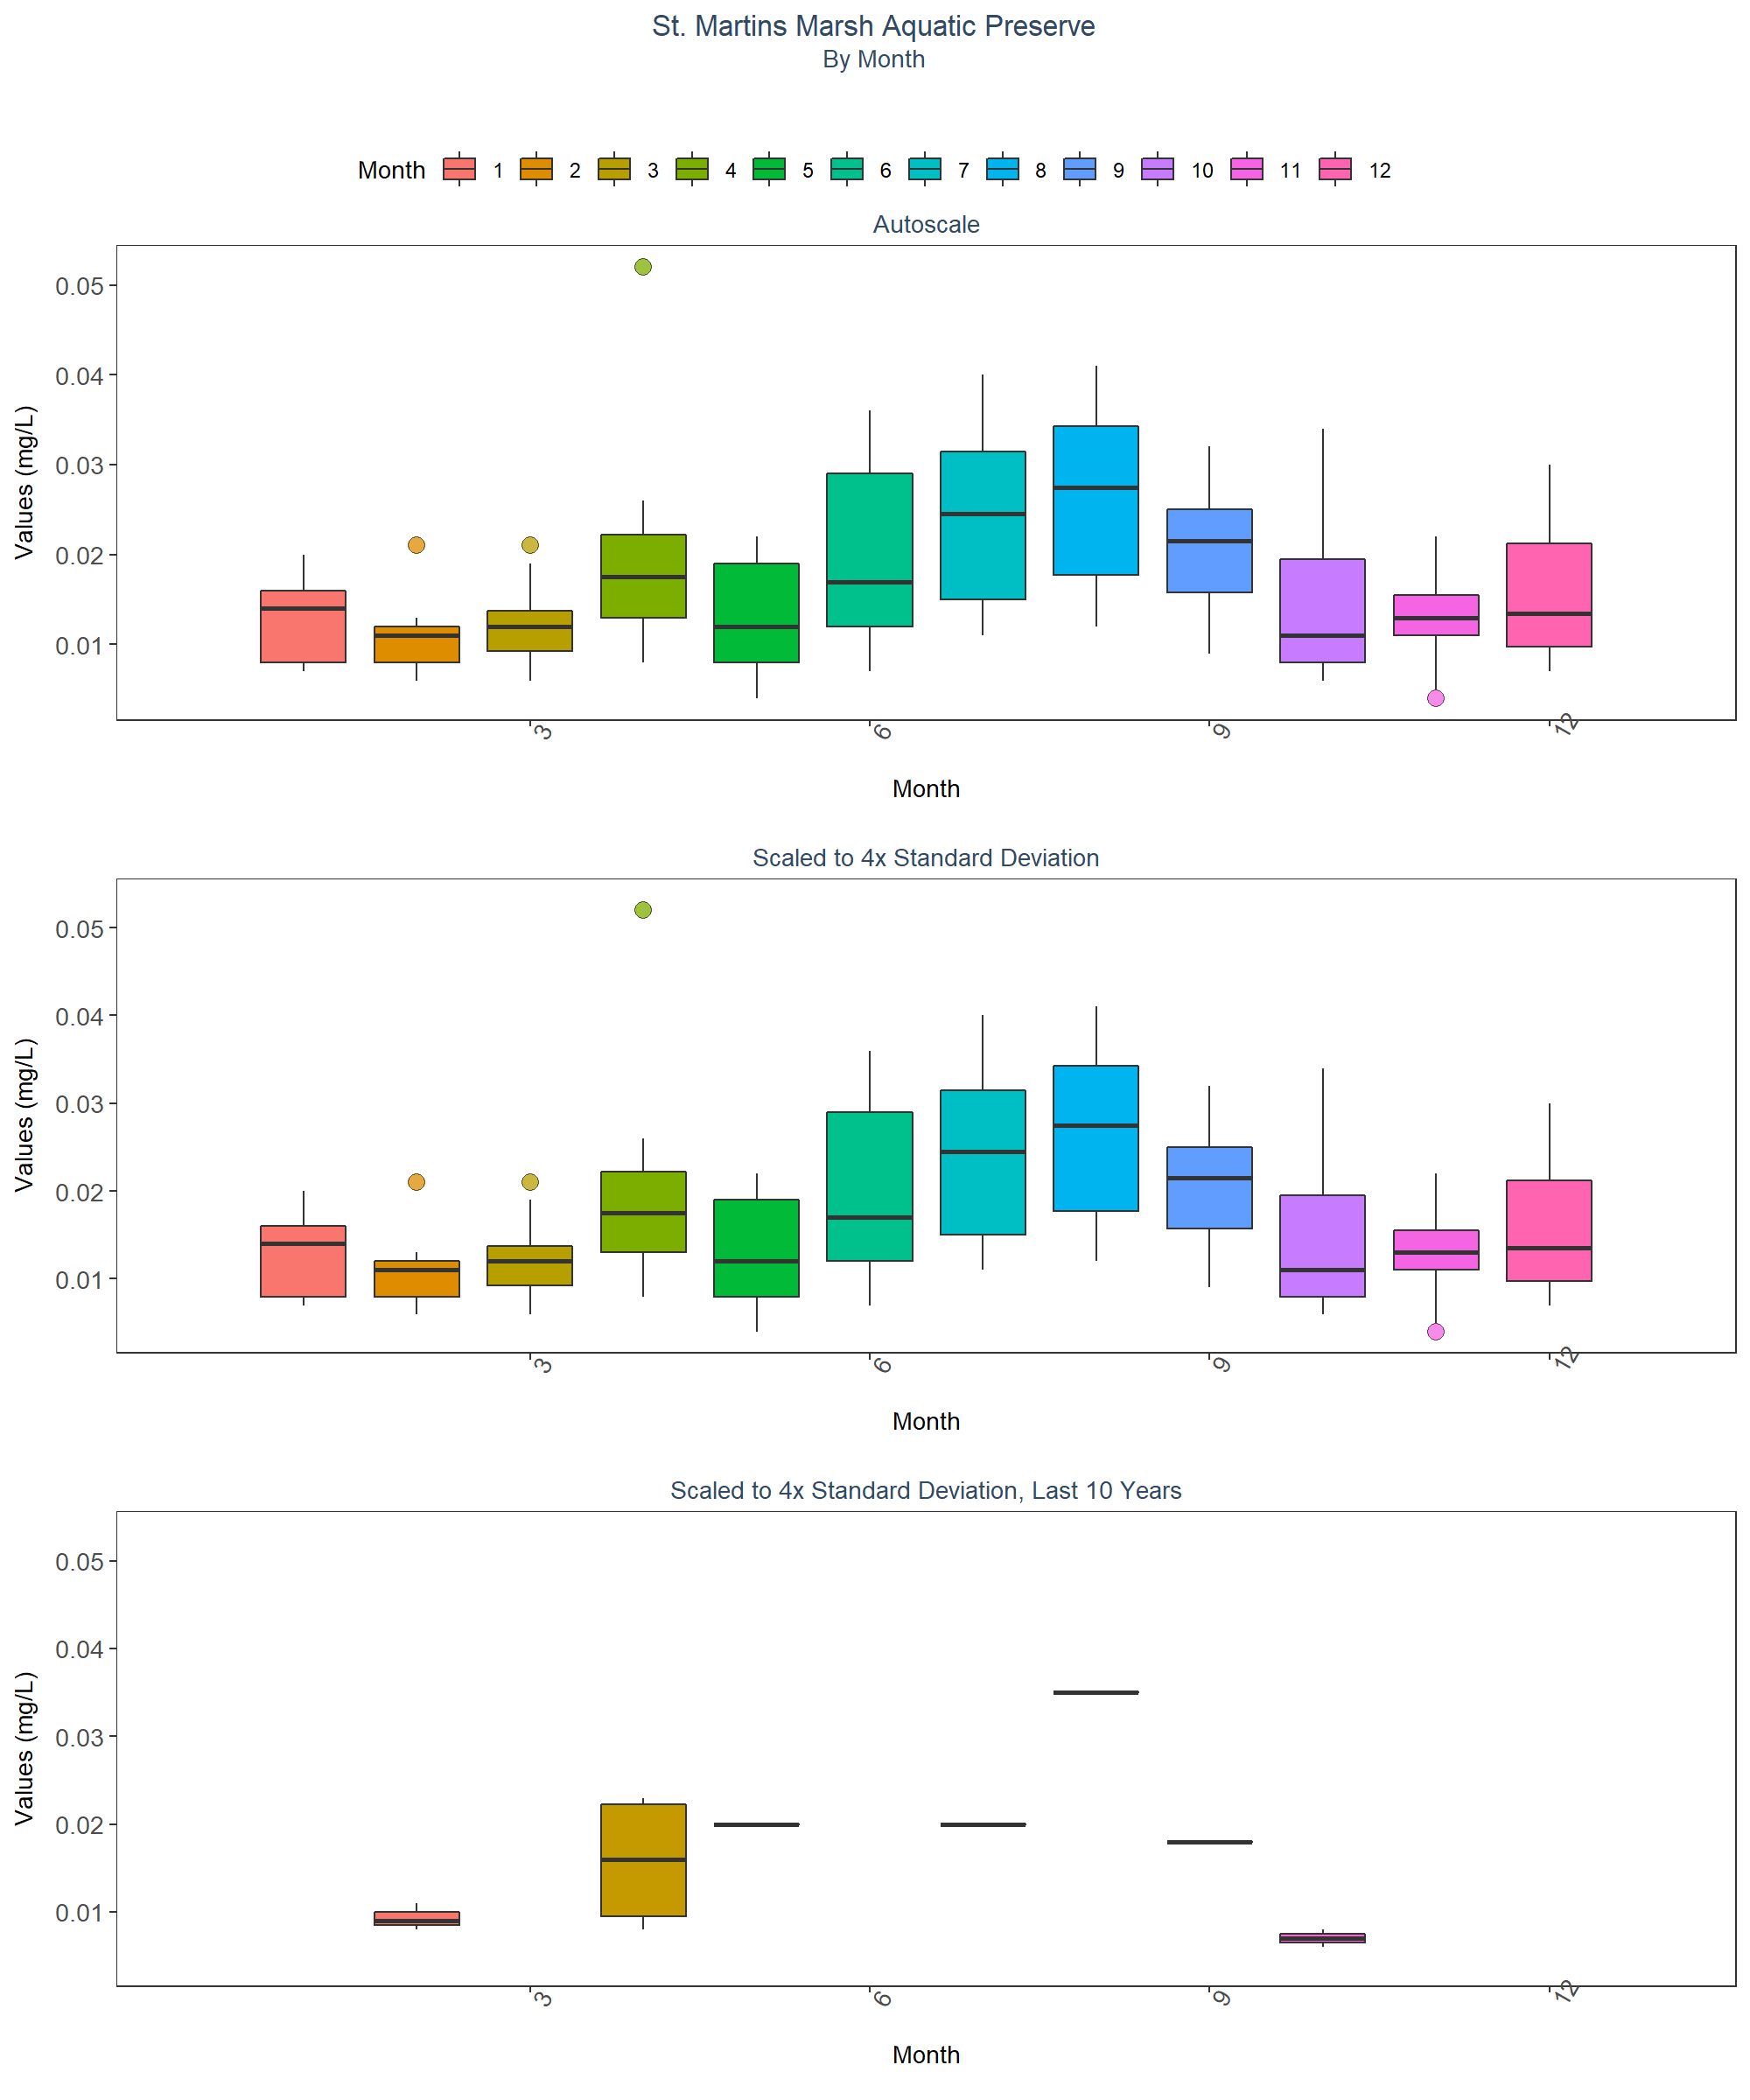 St. Martins Marsh Aquatic Preserve
By Month
Month 1 2 3 4 5 6 7 8 9 10 11 12
Autoscale
Values (mg/L)
0.05
0.04
0.03
0.02
0.01
3 6 9 12
Month
Scaled to 4x Standard Deviation
Values (mg/L)
0.05
0.04
0.03
0.02
0.01
3 6 9 12
Month
Scaled to 4x Standard Deviation, Last 10 Years
Values (mg/L)
0.05
0.04
0.03
0.02
0.01
3 6 9 12
Month